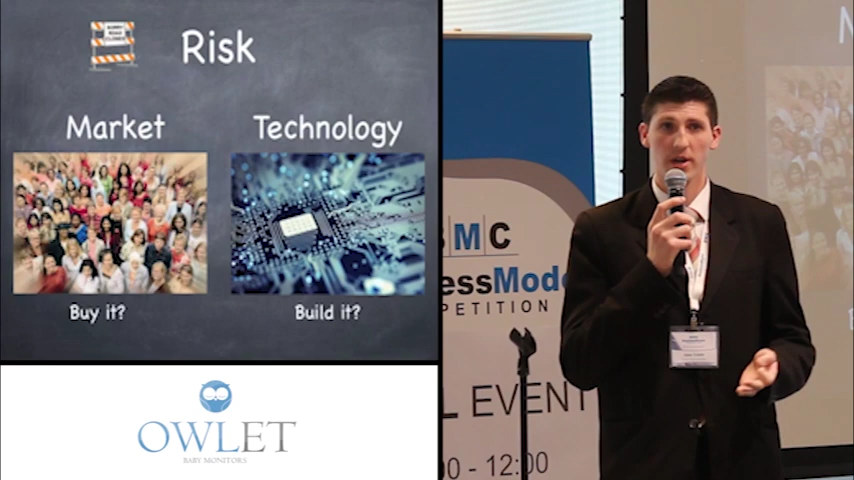 Risk
Market
Technology
Buy it?
Build it?
OWLET
BABY MONITORS
BMC
essMode
PETITION
L EVENT
00 - 12:00